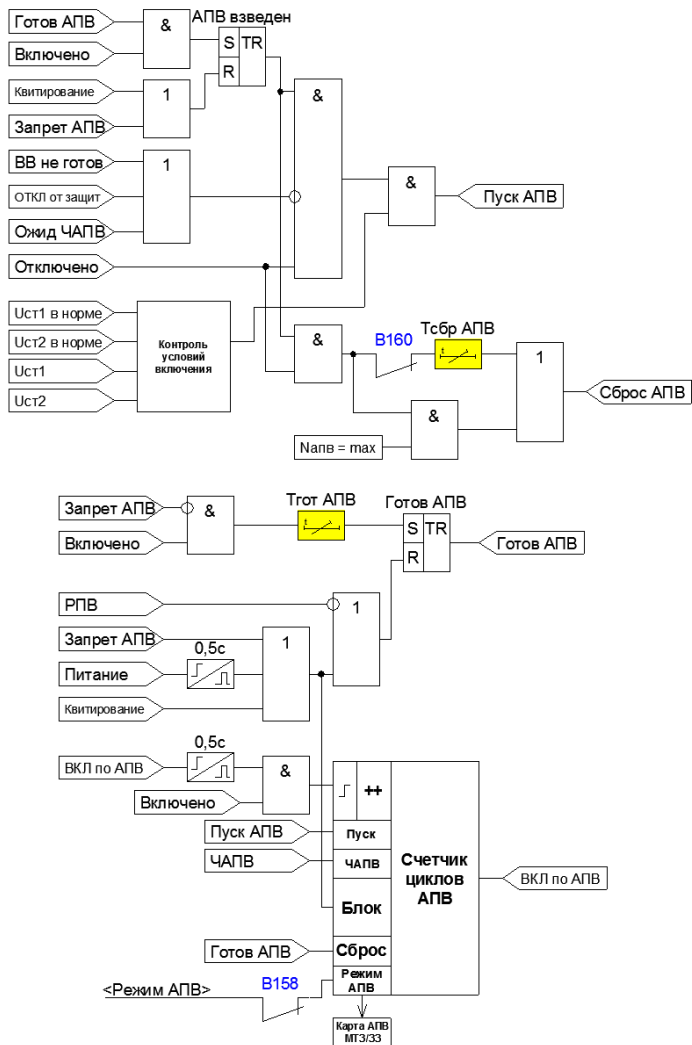 Готов АПВ
&
АПВ взведен
S TR
R
Включено
Квитирование
1
Запрет АПВ
&
ВВ не готов
1
ОТКЛ от защит
Ожид ЧАПВ
&
Пуск АПВ
Отключено
Uст1 в норме
Uст2 в норме
Uст1
Uст2
Контроль
условий
включения
&
B160
Tсбр АПВ
t
1
Сброс АПВ
&
Nапв = max
Запрет АПВ
&
Включено
Tгот АПВ
t
Готов АПВ
S TR
R
Готов АПВ
РПВ
1
Запрет АПВ
1
0,5с
Питание
Квитирование
0,5с
ВКЛ по АПВ
&
Включено
++
Пуск АПВ
Пуск
ЧАПВ
ЧАПВ
Счетчик
циклов
АПВ
ВКЛ по АПВ
Блок
Готов АПВ
Сброс
<Режим АПВ>
B158
Режим
АПВ
Карта АПВ
МТЗ/ЗЗ